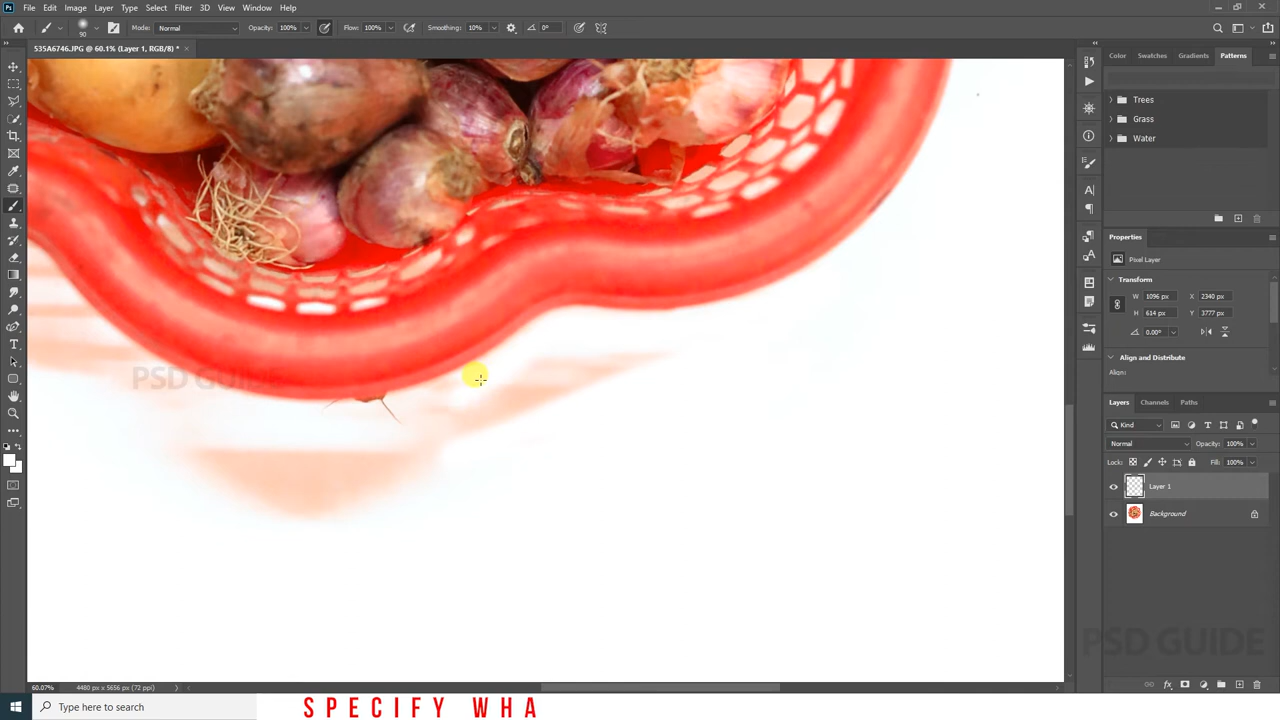 File Edit Image Layer Type Select Filter 3D View Window Help
90 Mode: Normal Opacity: 100% Flow: 100% Smoothing: 10% 0°
535A6746.JPG @ 60.1% (Layer 1, RGB/8) * ×
Color Swatches Gradients Patterns
Trees
Grass
Water
Properties
Pixel Layer
Transform
W 1096 px X 2340 px
H 614 px Y 3777 px
0.00°
Align and Distribute
Align:
Layers Channels Paths
Kind
Normal Opacity: 100%
Lock: Fill: 100%
Layer 1
Background
PSD GUIDE
PSD GUIDE
60.07% 4480 px x 5656 px (72 ppi)
Type here to search
SPECIFY WHA